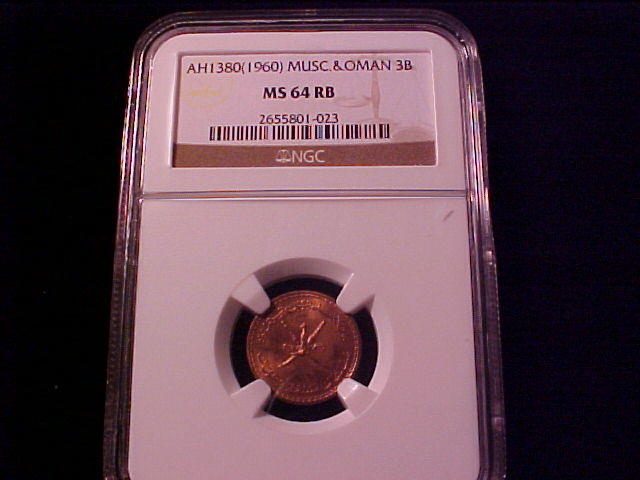 AH1380(1960) MUSC.&OMAN 3B
MS 64 RB
2655801-023
NGC